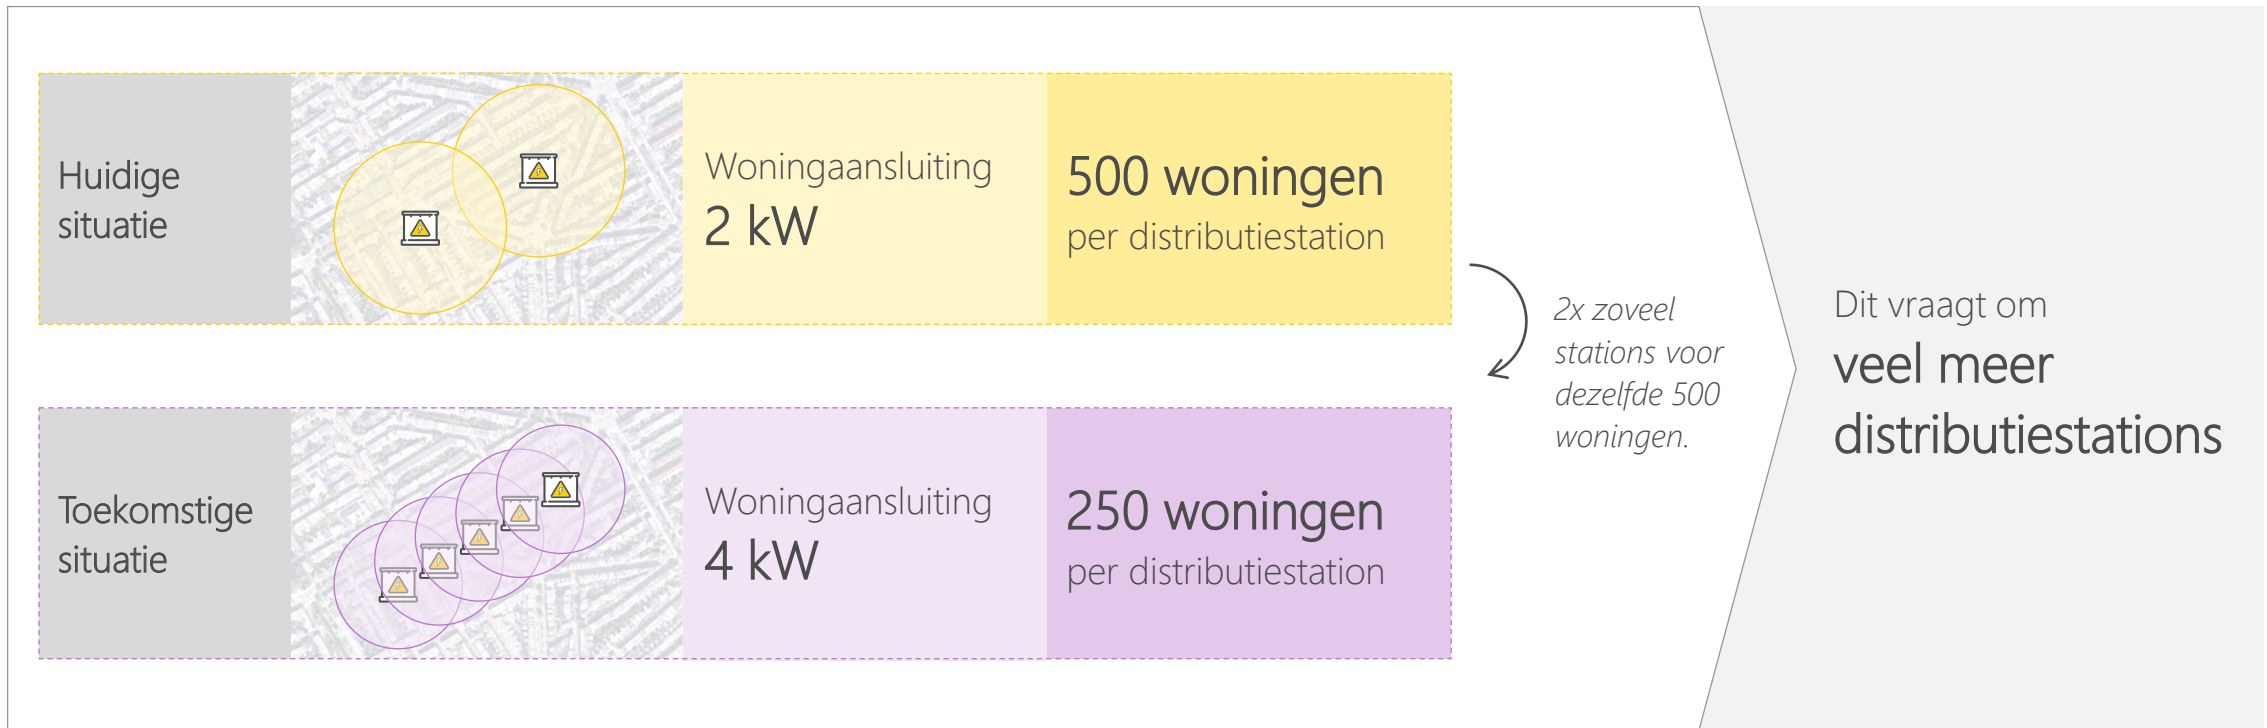 Huidige
situatie
Woningaansluiting
2 kW
500 woningen
per distributiestation
2x zoveel
stations voor
dezelfde 500
woningen.
Toekomstige
situatie
Woningaansluiting
4 kW
250 woningen
per distributiestation
Dit vraagt om
veel meer
distributiestations